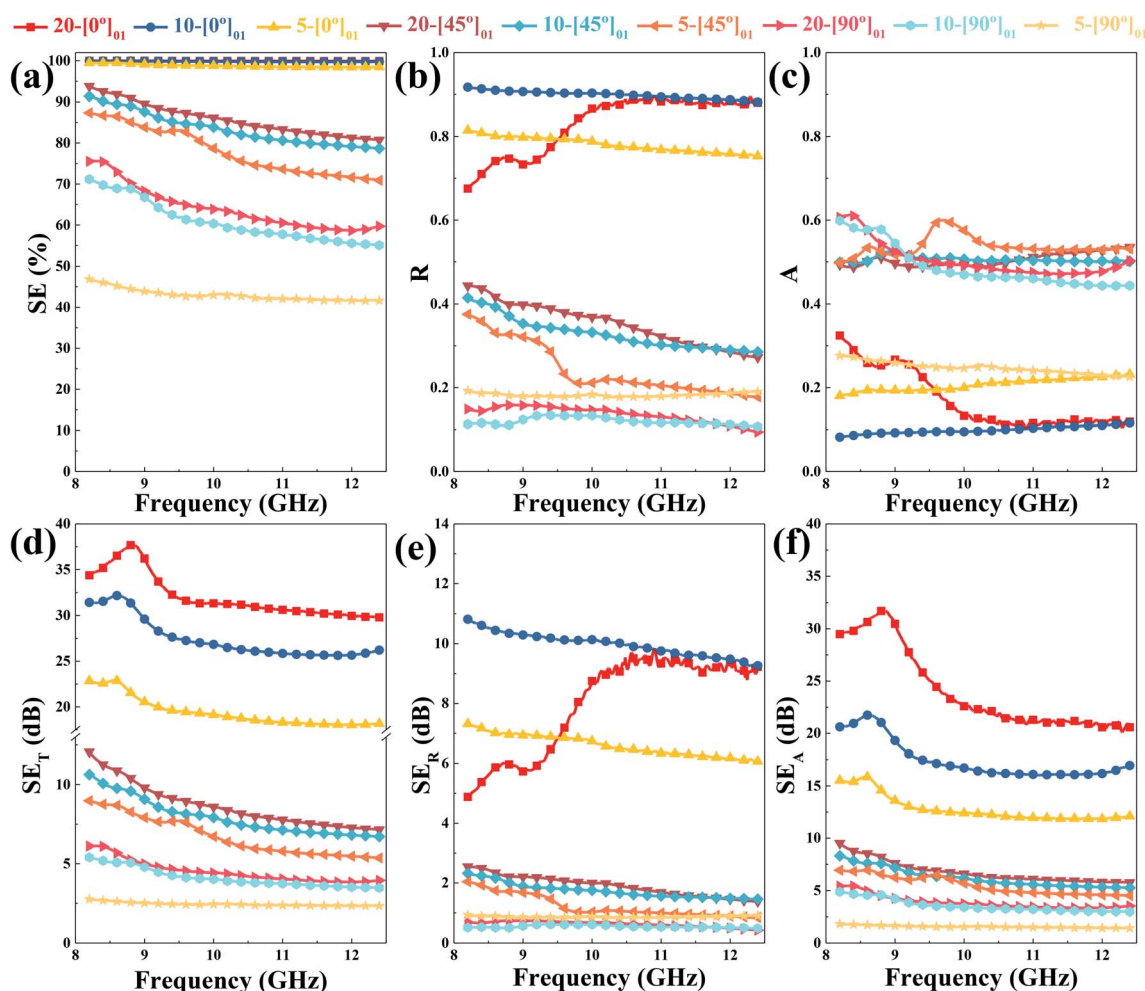 20-[0°]₀₁ 10-[0°]₀₁ 5-[0°]₀₁ 20-[45°]₀₁ 10-[45°]₀₁ 5-[45°]₀₁ 20-[90°]₀₁ 10-[90°]₀₁ 5-[90°]₀₁
(a)
SE (%)
100
90
80
70
60
50
40
30
20
10
0
8 9 10 11 12
Frequency (GHz)
(b)
R
1.0
0.8
0.6
0.4
0.2
0.0
8 9 10 11 12
Frequency (GHz)
(c)
A
1.0
0.8
0.6
0.4
0.2
0.0
8 9 10 11 12
Frequency (GHz)
(d)
SE_T (dB)
40
35
30
25
20
10
5
0
8 9 10 11 12
Frequency (GHz)
(e)
SE_R (dB)
14
12
10
8
6
4
2
0
8 9 10 11 12
Frequency (GHz)
(f)
SE_A (dB)
40
35
30
25
20
15
10
5
0
8 9 10 11 12
Frequency (GHz)